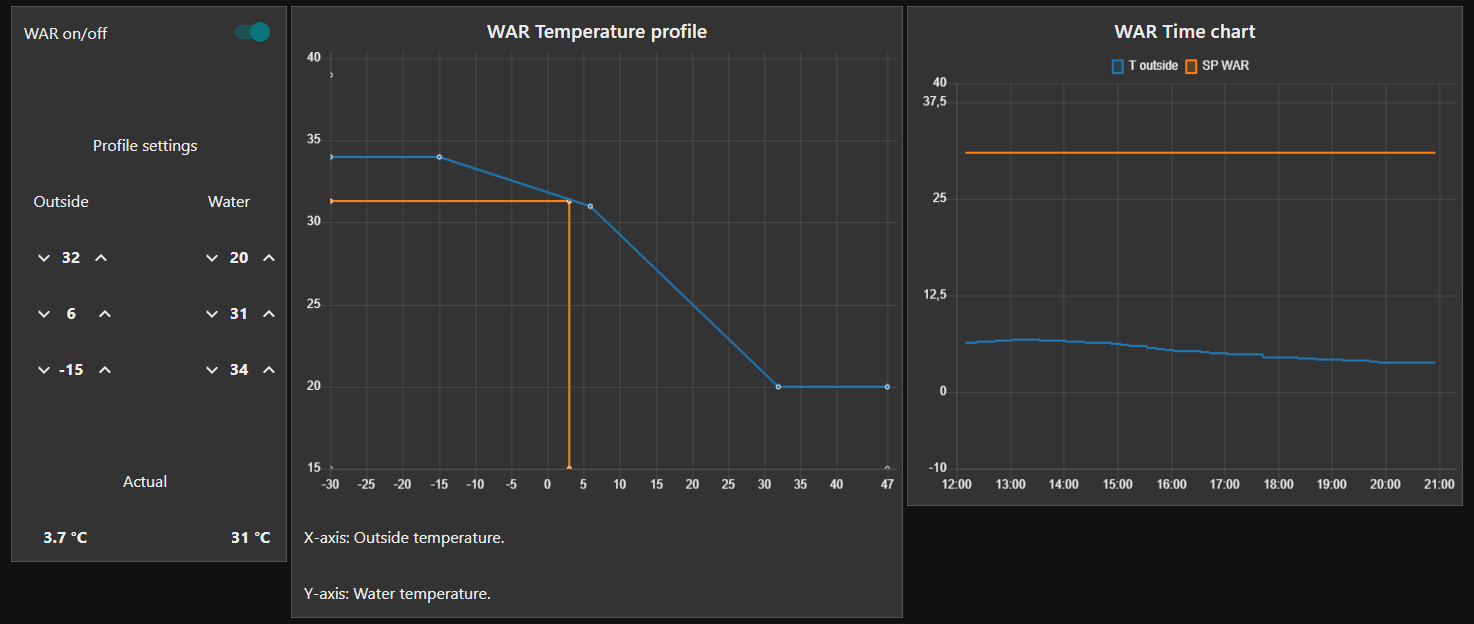 WAR on/off
Profile settings
Outside Water
32 20
6 31
-15 34
Actual
3.7 °C 31 °C
WAR Temperature profile
40
35
30
25
20
15
-30 -25 -20 -15 -10 -5 0 5 10 15 20 25 30 35 40 47
X-axis: Outside temperature.
Y-axis: Water temperature.
WAR Time chart
T outside SP WAR
40
37,5
25
12,5
0
-10
12:00 13:00 14:00 15:00 16:00 17:00 18:00 19:00 20:00 21:00